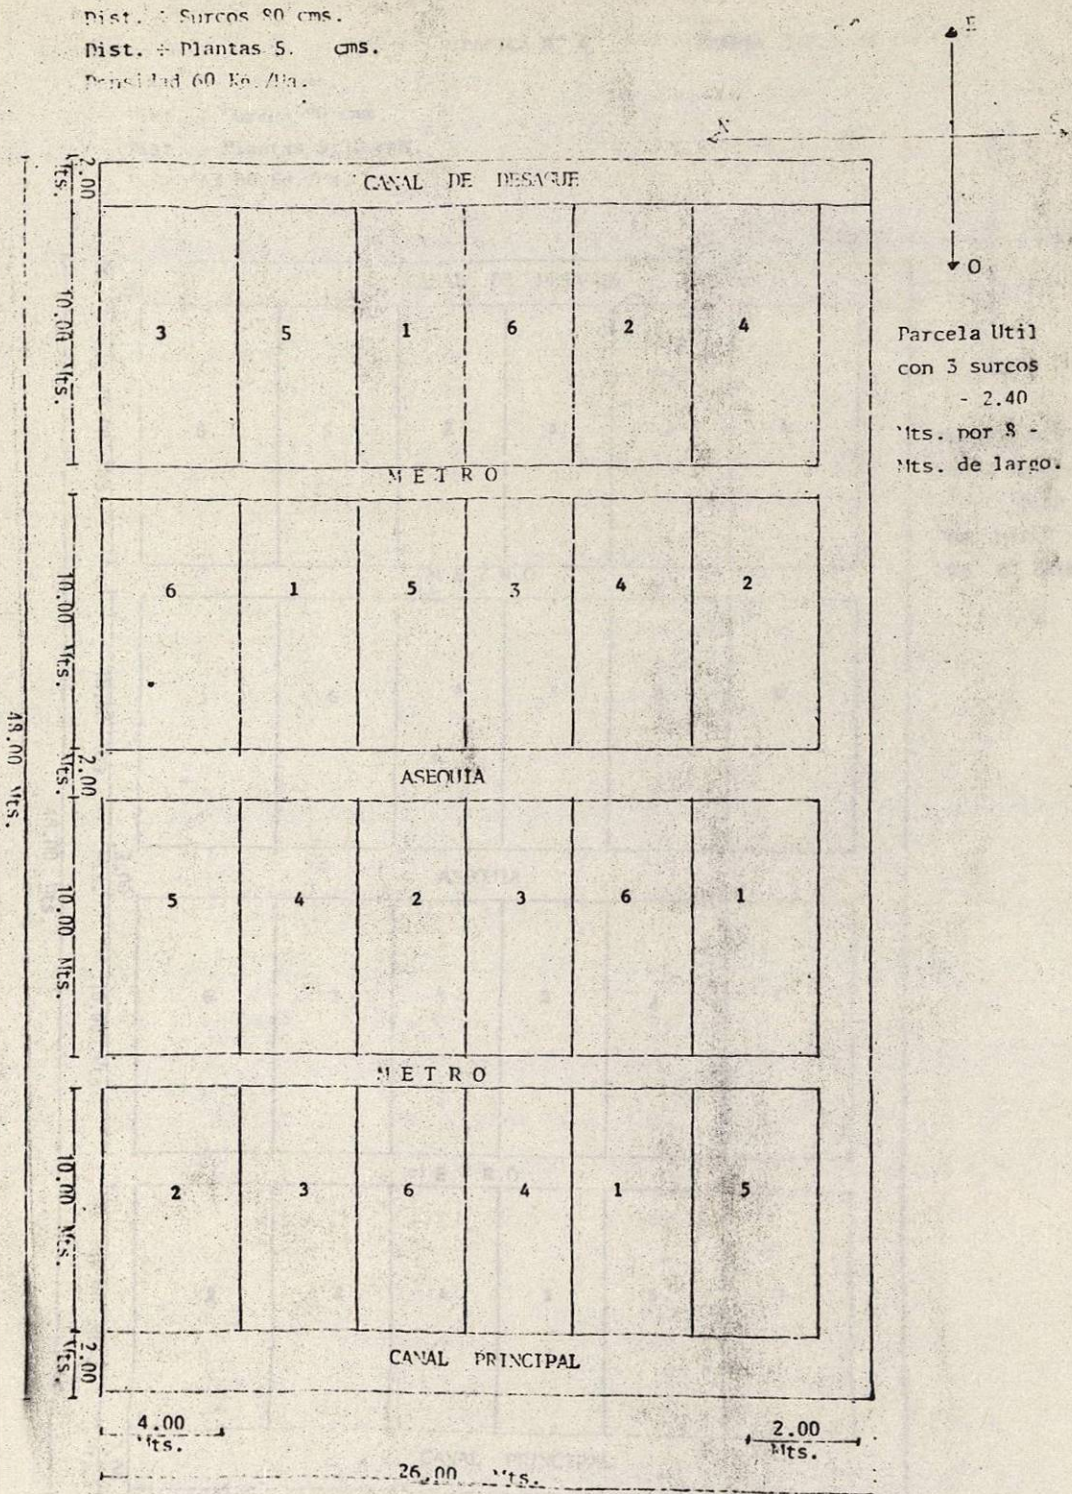 Dist. ÷ Surcos 80 cms.
Dist. ÷ Plantas 5. cms.
Densidad 60 Kg./Ha.
E
N
S
O
2.00
Mts.
CANAL DE DESAGUE
10.00 Mts.
3 5 1 6 2 4
Parcela Util
con 3 surcos
- 2.40
Mts. por 8 -
Mts. de largo.
METRO
10.00 Mts.
6 1 5 3 4 2
48.00 Mts.
2.00
Mts.
ASEQUIA
10.00 Mts.
5 4 2 3 6 1
METRO
10.00 Mts.
2 3 6 4 1 5
2.00
Mts.
CANAL PRINCIPAL
4.00
Mts.
2.00
Mts.
26.00 Mts.